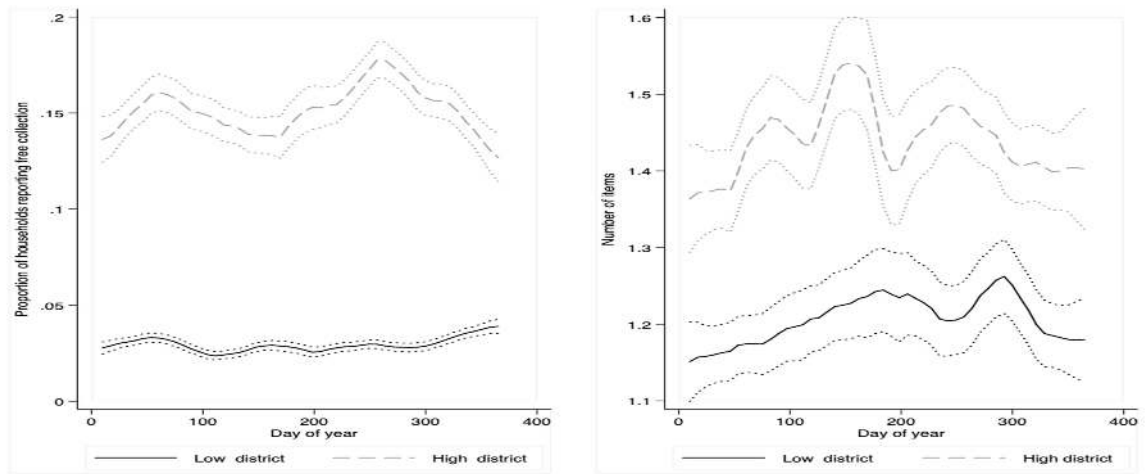 .2
.15
.1
.05
0
Proportion of households reporting free collection
0 100 200 300 400
Day of year
Low district High district
1.6
1.5
1.4
1.3
1.2
1.1
Number of items
0 100 200 300 400
Day of year
Low district High district